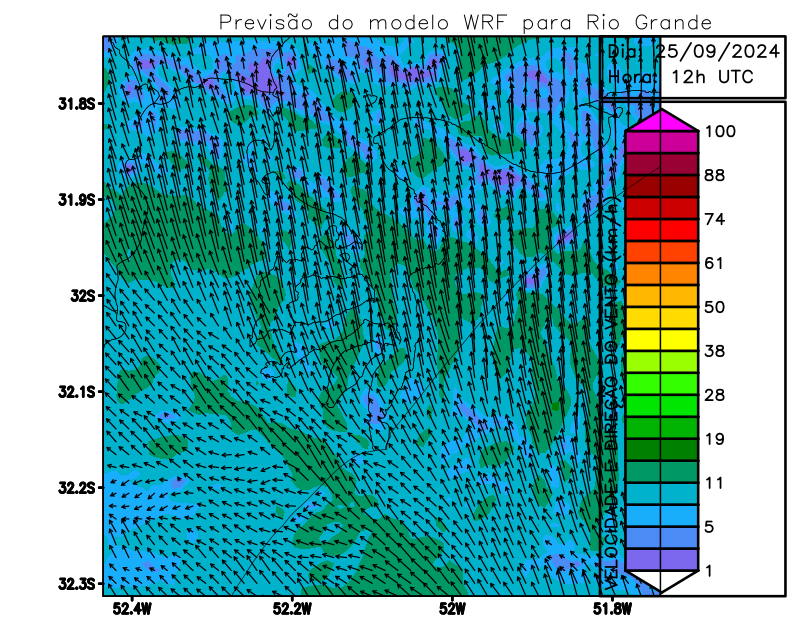 Previsão do modelo WRF para Rio Grande
Dia: 25/09/2024
Hora: 12h UTC
31.8S
31.9S
32S
32.1S
32.2S
32.3S
52.4W
52.2W
52W
51.8W
VELOCIDADE E DIREÇÃO DO VENTO (km/h)
100
88
74
61
50
38
28
19
11
5
1